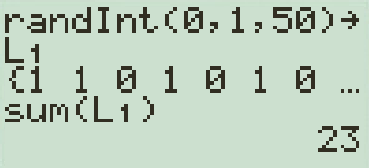 randInt(0,1,50)→
L₁
{1 1 0 1 0 1 0 …
sum(L₁)
23